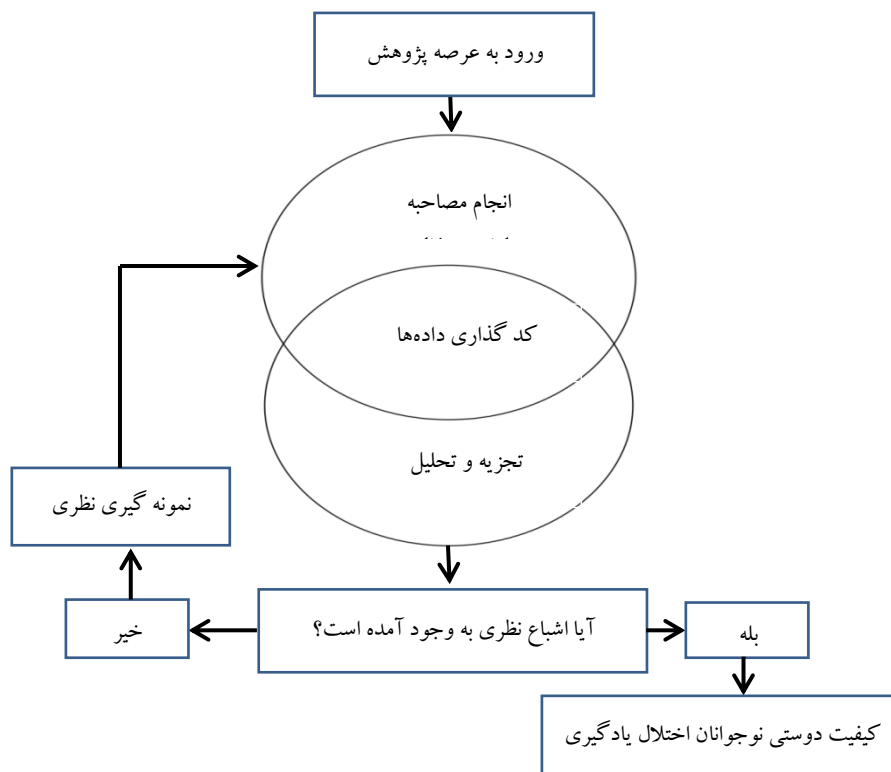 ورود به عرصه پژوهش
انجام مصاحبه
کد گذاری داده‌ها
تجزیه و تحلیل
نمونه گیری نظری
آیا اشباع نظری به وجود آمده است؟
خیر
بله
کیفیت دوستی نوجوانان اختلال یادگیری